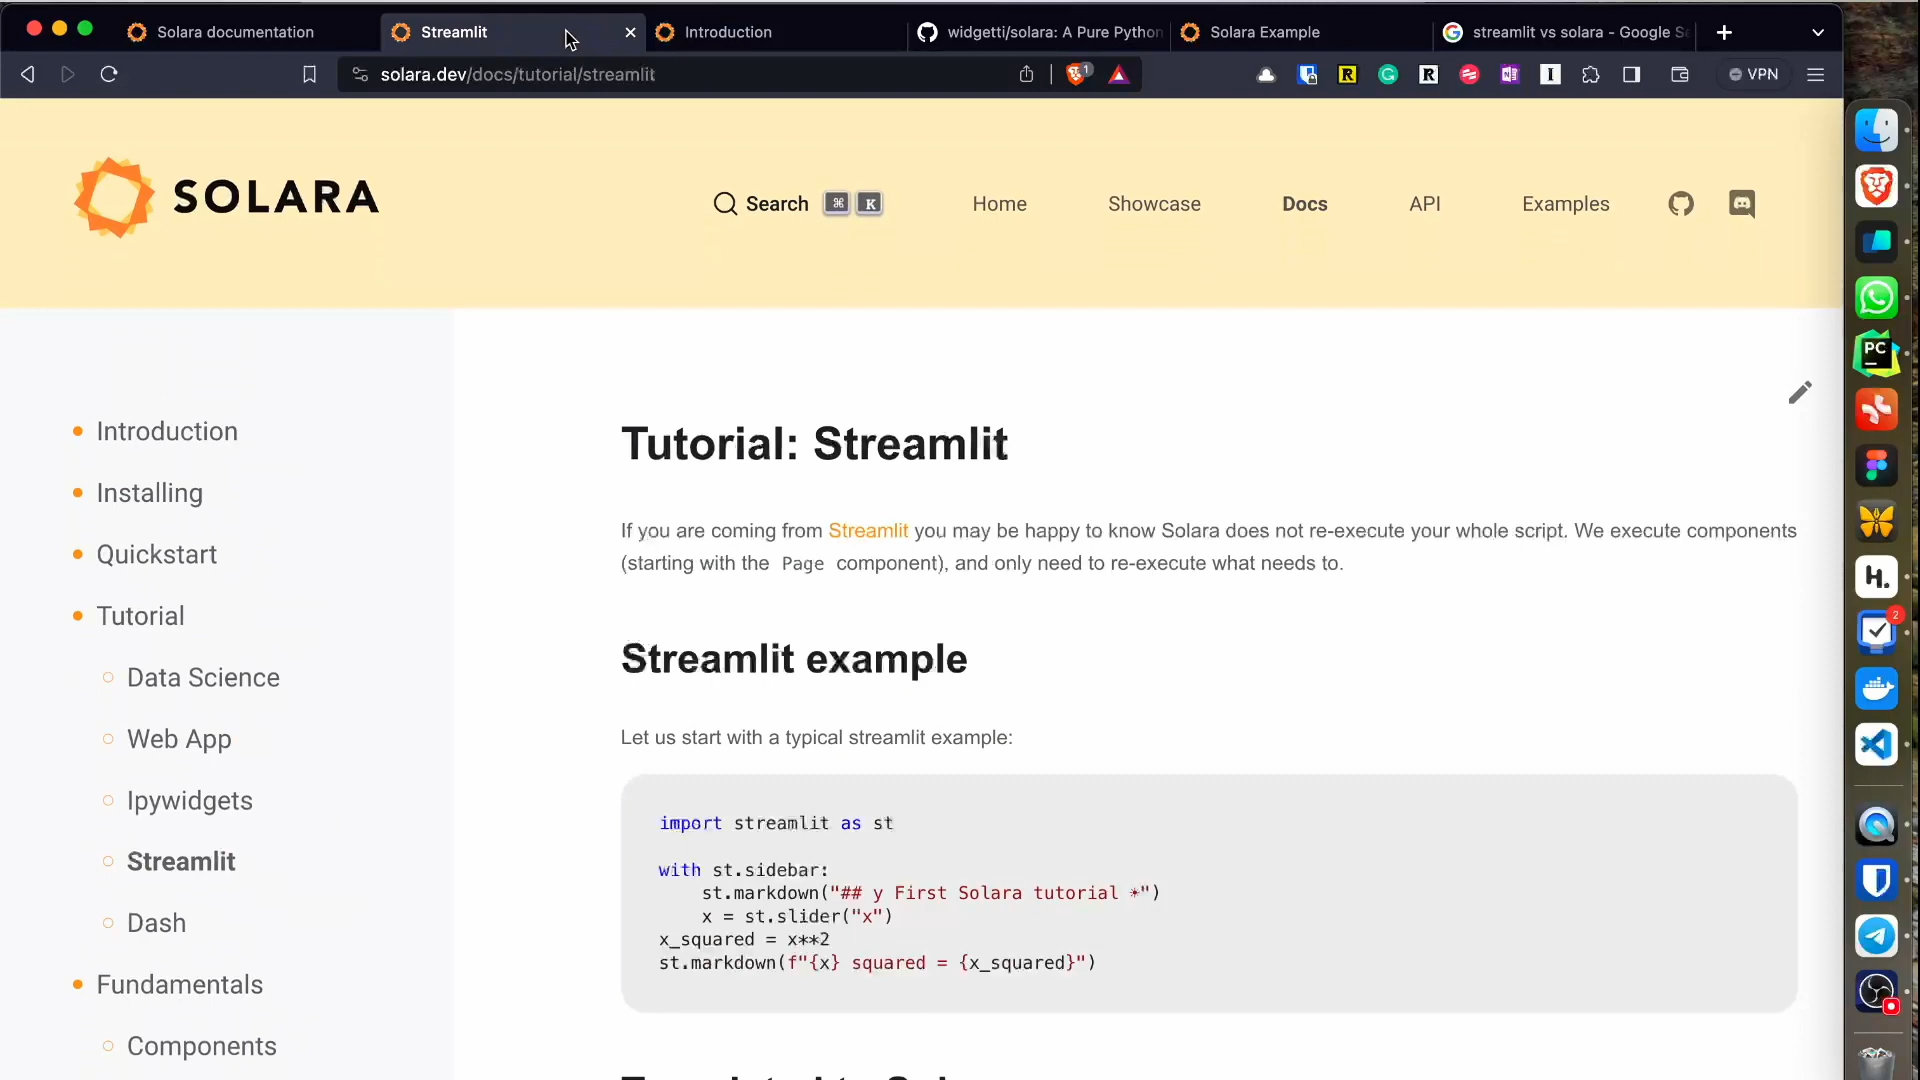 Solara documentation
Streamlit
Introduction
widgetti/solara: A Pure Python
Solara Example
streamlit vs solara - Google Se
solara.dev/docs/tutorial/streamlit
1
VPN
SOLARA
Search ⌘ K
Home
Showcase
Docs
API
Examples
Introduction
Installing
Quickstart
Tutorial
Data Science
Web App
Ipywidgets
Streamlit
Dash
Fundamentals
Components
Tutorial: Streamlit
If you are coming from Streamlit you may be happy to know Solara does not re-execute your whole script. We execute components
(starting with the Page component), and only need to re-execute what needs to.
Streamlit example
Let us start with a typical streamlit example:
import streamlit as st
with st.sidebar:
st.markdown("## y First Solara tutorial ☀")
x = st.slider("x")
x_squared = x**2
st.markdown(f"{x} squared = {x_squared}")
PC
H.
2